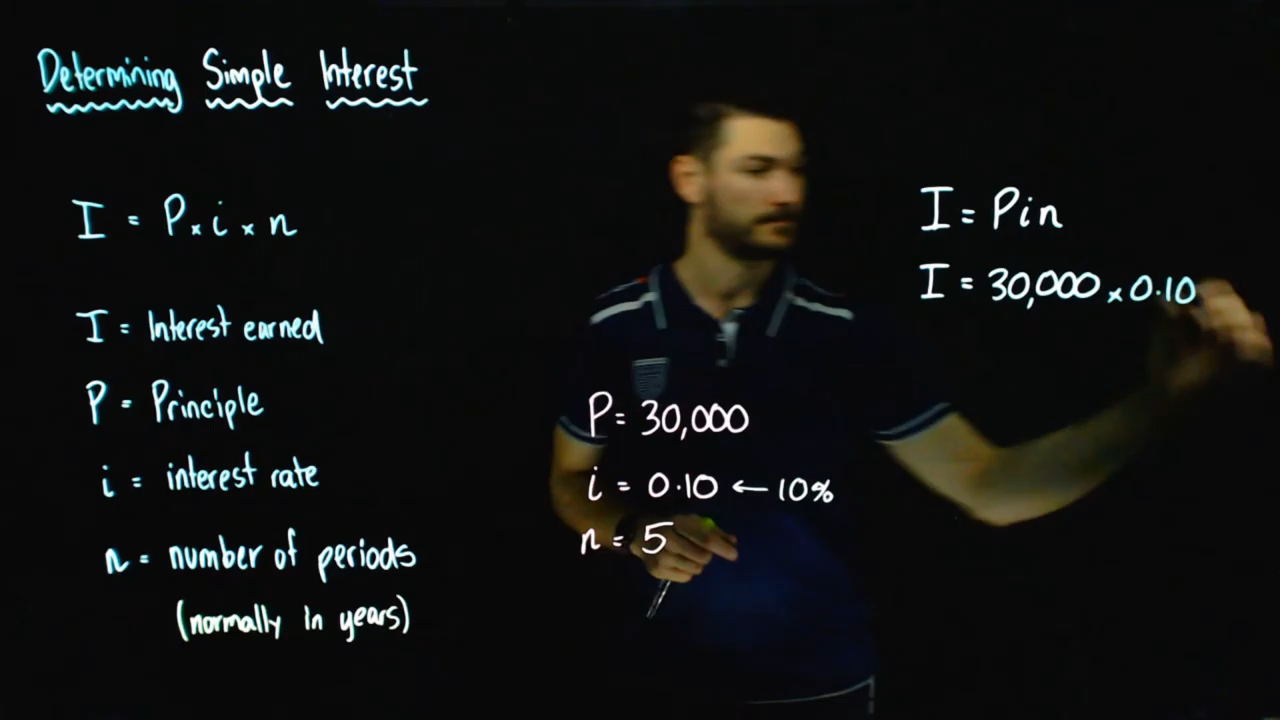 Determining Simple Interest
I = P × i × n
I = Interest earned
P = Principle
i = interest rate
n = number of periods
(normally in years)
P = 30,000
i = 0.10 ← 10%
n = 5
I = Pin
I = 30,000 × 0.10